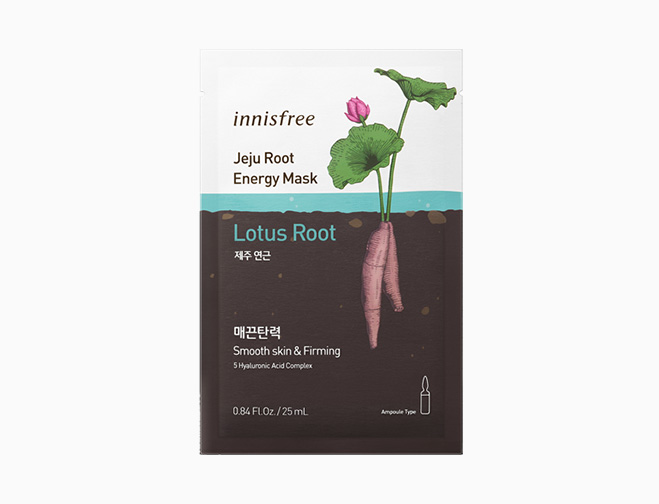 innisfree
Jeju Root
Energy Mask
Lotus Root
제주 연근
매끈탄력
Smooth skin & Firming
5 Hyaluronic Acid Complex
0.84 Fl.Oz. / 25 mL
Ampoule Type